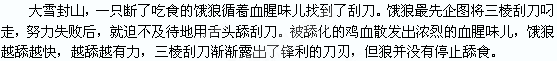 大雪封山，一只断了吃食的饿狼循着血腥味儿找到了刮刀。饿狼最先企图将三棱刮刀叼
走，努力失败后，就迫不及待地用舌头舔刮刀。被舔化的鸡血散发出浓烈的血腥味儿，饿狼
越舔越快，越舔越有力，三棱刮刀渐渐露出了锋利的刀刃，但狼并没有停止舔食。